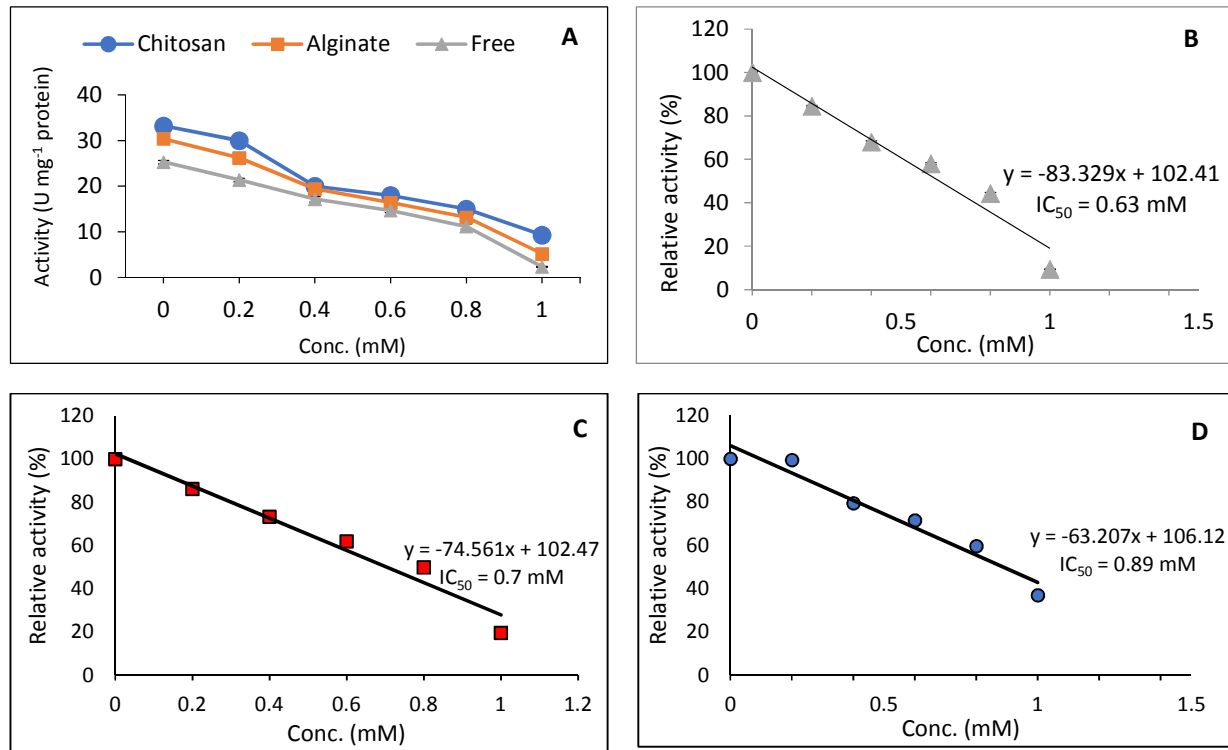 Chitosan Alginate Free A
Activity (U mg⁻¹ protein)
40
30
20
10
0
0 0.2 0.4 0.6 0.8 1
Conc. (mM)
B
Relative activity (%)
120
100
80
60
40
20
0
y = -83.329x + 102.41
IC₅₀ = 0.63 mM
0 0.5 1 1.5
Conc. (mM)
C
Relative activity (%)
120
100
80
60
40
20
0
y = -74.561x + 102.47
IC₅₀ = 0.7 mM
0 0.2 0.4 0.6 0.8 1 1.2
Conc. (mM)
D
Relative activity (%)
120
100
80
60
40
20
0
y = -63.207x + 106.12
IC₅₀ = 0.89 mM
0 0.5 1 1.5
Conc. (mM)